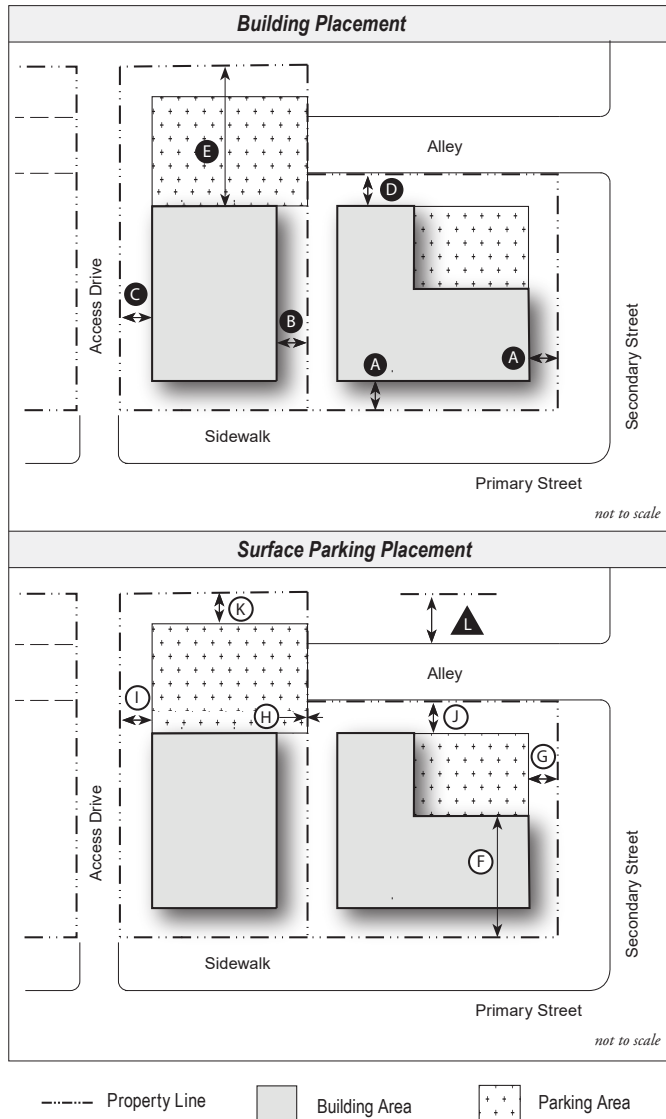 Building Placement
E
Alley
D
C
B
A
A
Access Drive
Secondary Street
Sidewalk
Primary Street
not to scale
Surface Parking Placement
K
L
Alley
I
H
J
G
F
Access Drive
Secondary Street
Sidewalk
Primary Street
not to scale
Property Line
Building Area
Parking Area